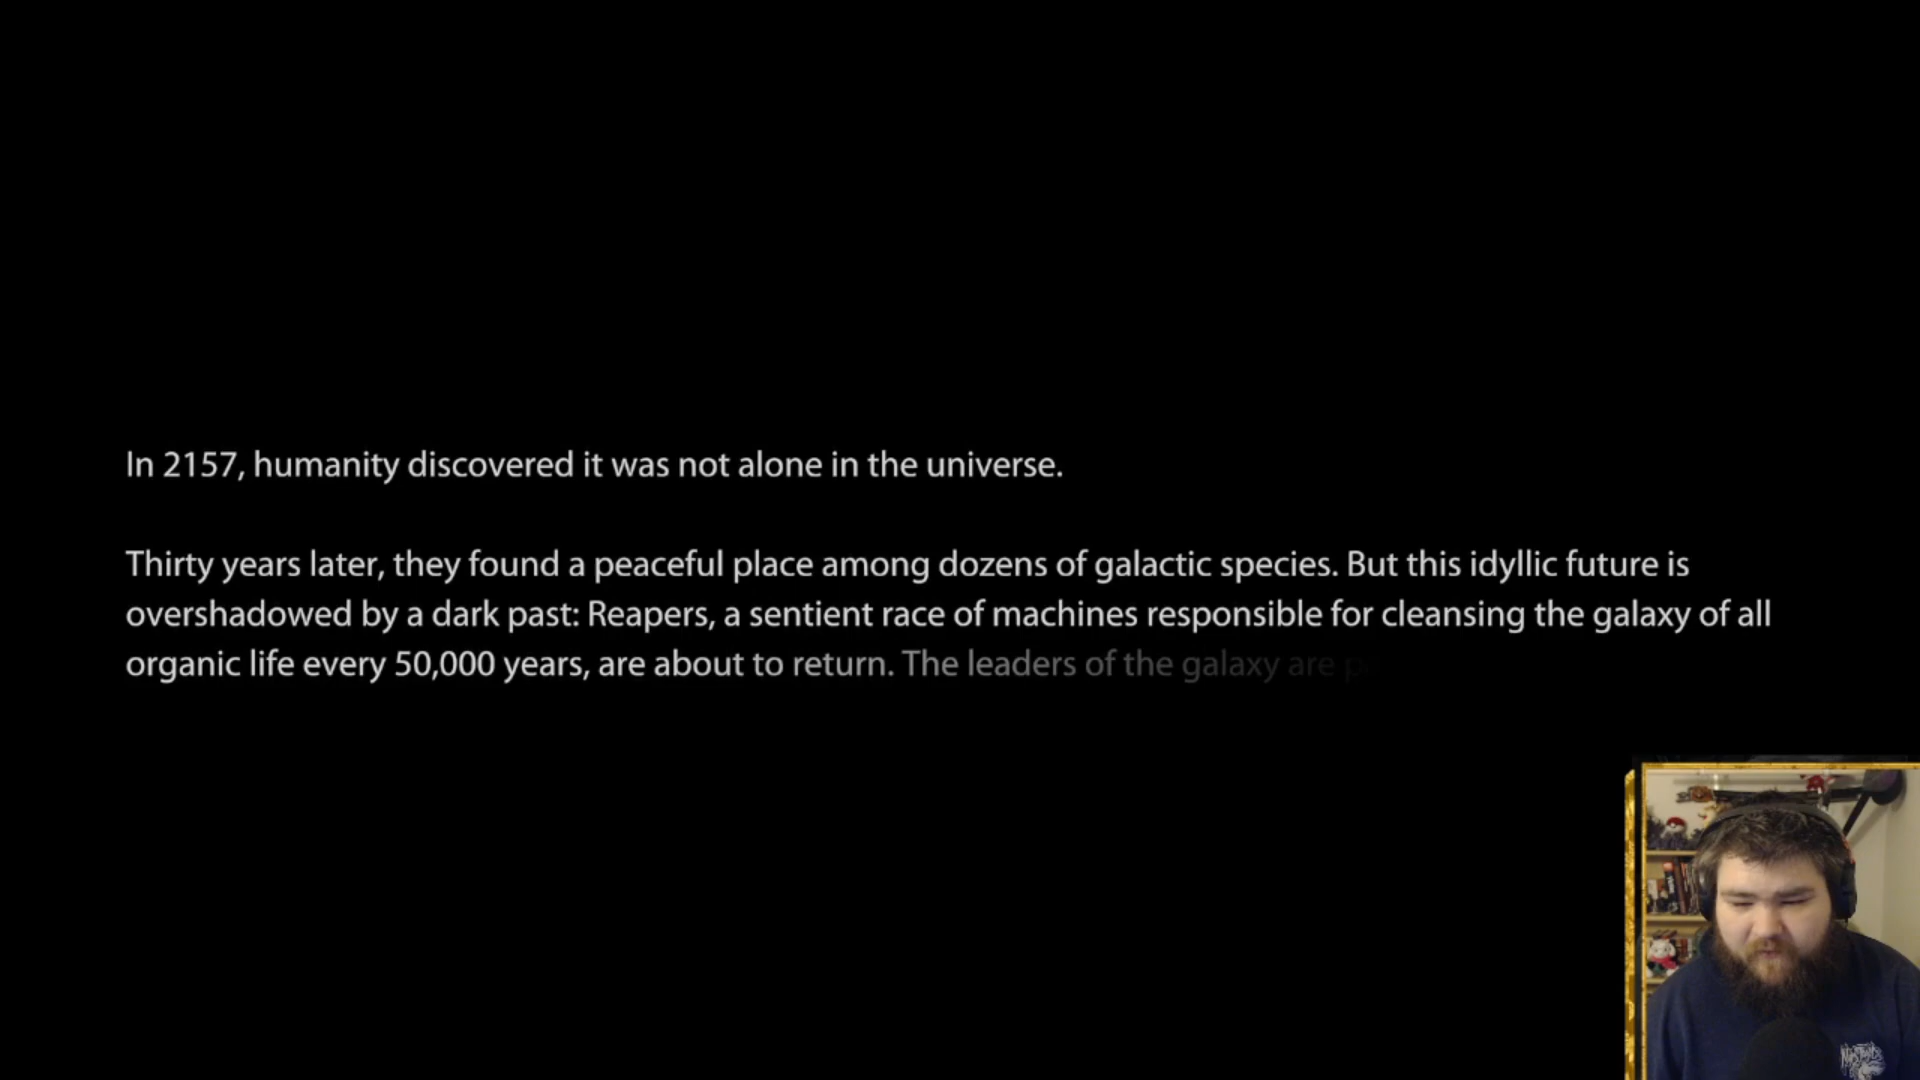 In 2157, humanity discovered it was not alone in the universe.
Thirty years later, they found a peaceful place among dozens of galactic species. But this idyllic future is
overshadowed by a dark past: Reapers, a sentient race of machines responsible for cleansing the galaxy of all
organic life every 50,000 years, are about to return. The leaders of the galaxy are